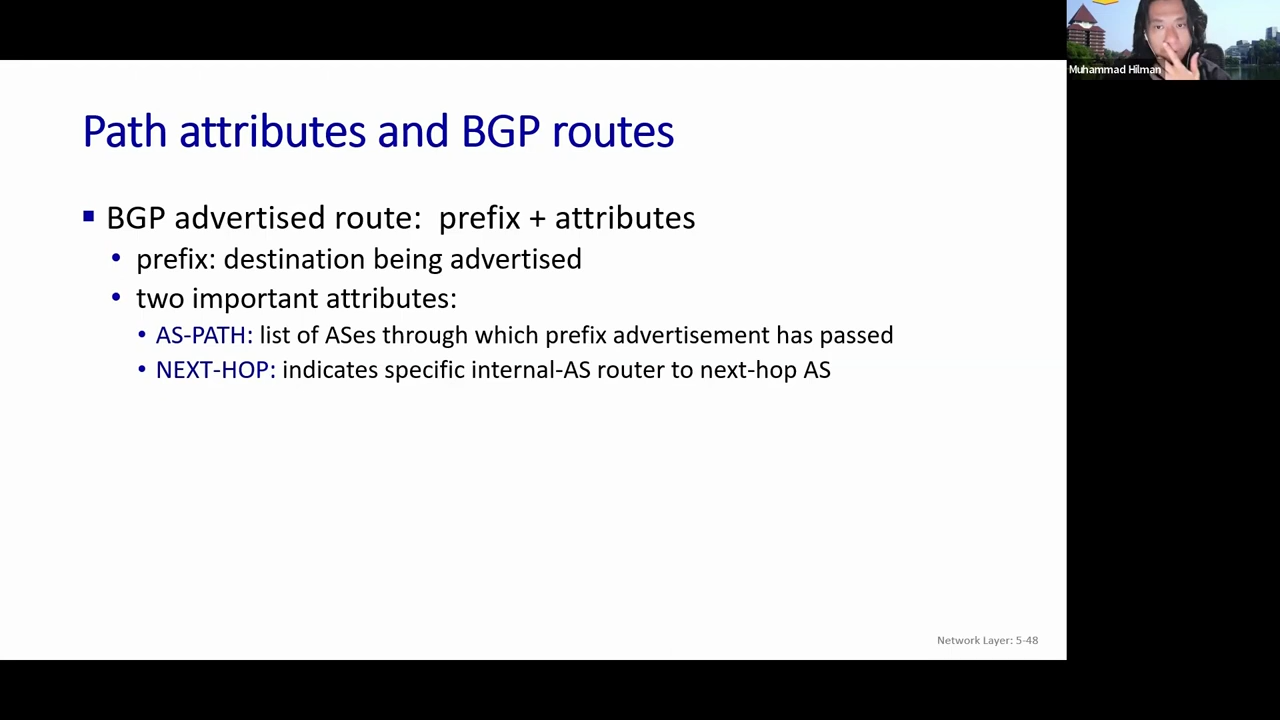 Muhammad Hilman
Path attributes and BGP routes
BGP advertised route: prefix + attributes
prefix: destination being advertised
two important attributes:
AS-PATH: list of ASes through which prefix advertisement has passed
NEXT-HOP: indicates specific internal-AS router to next-hop AS
Network Layer: 5-48